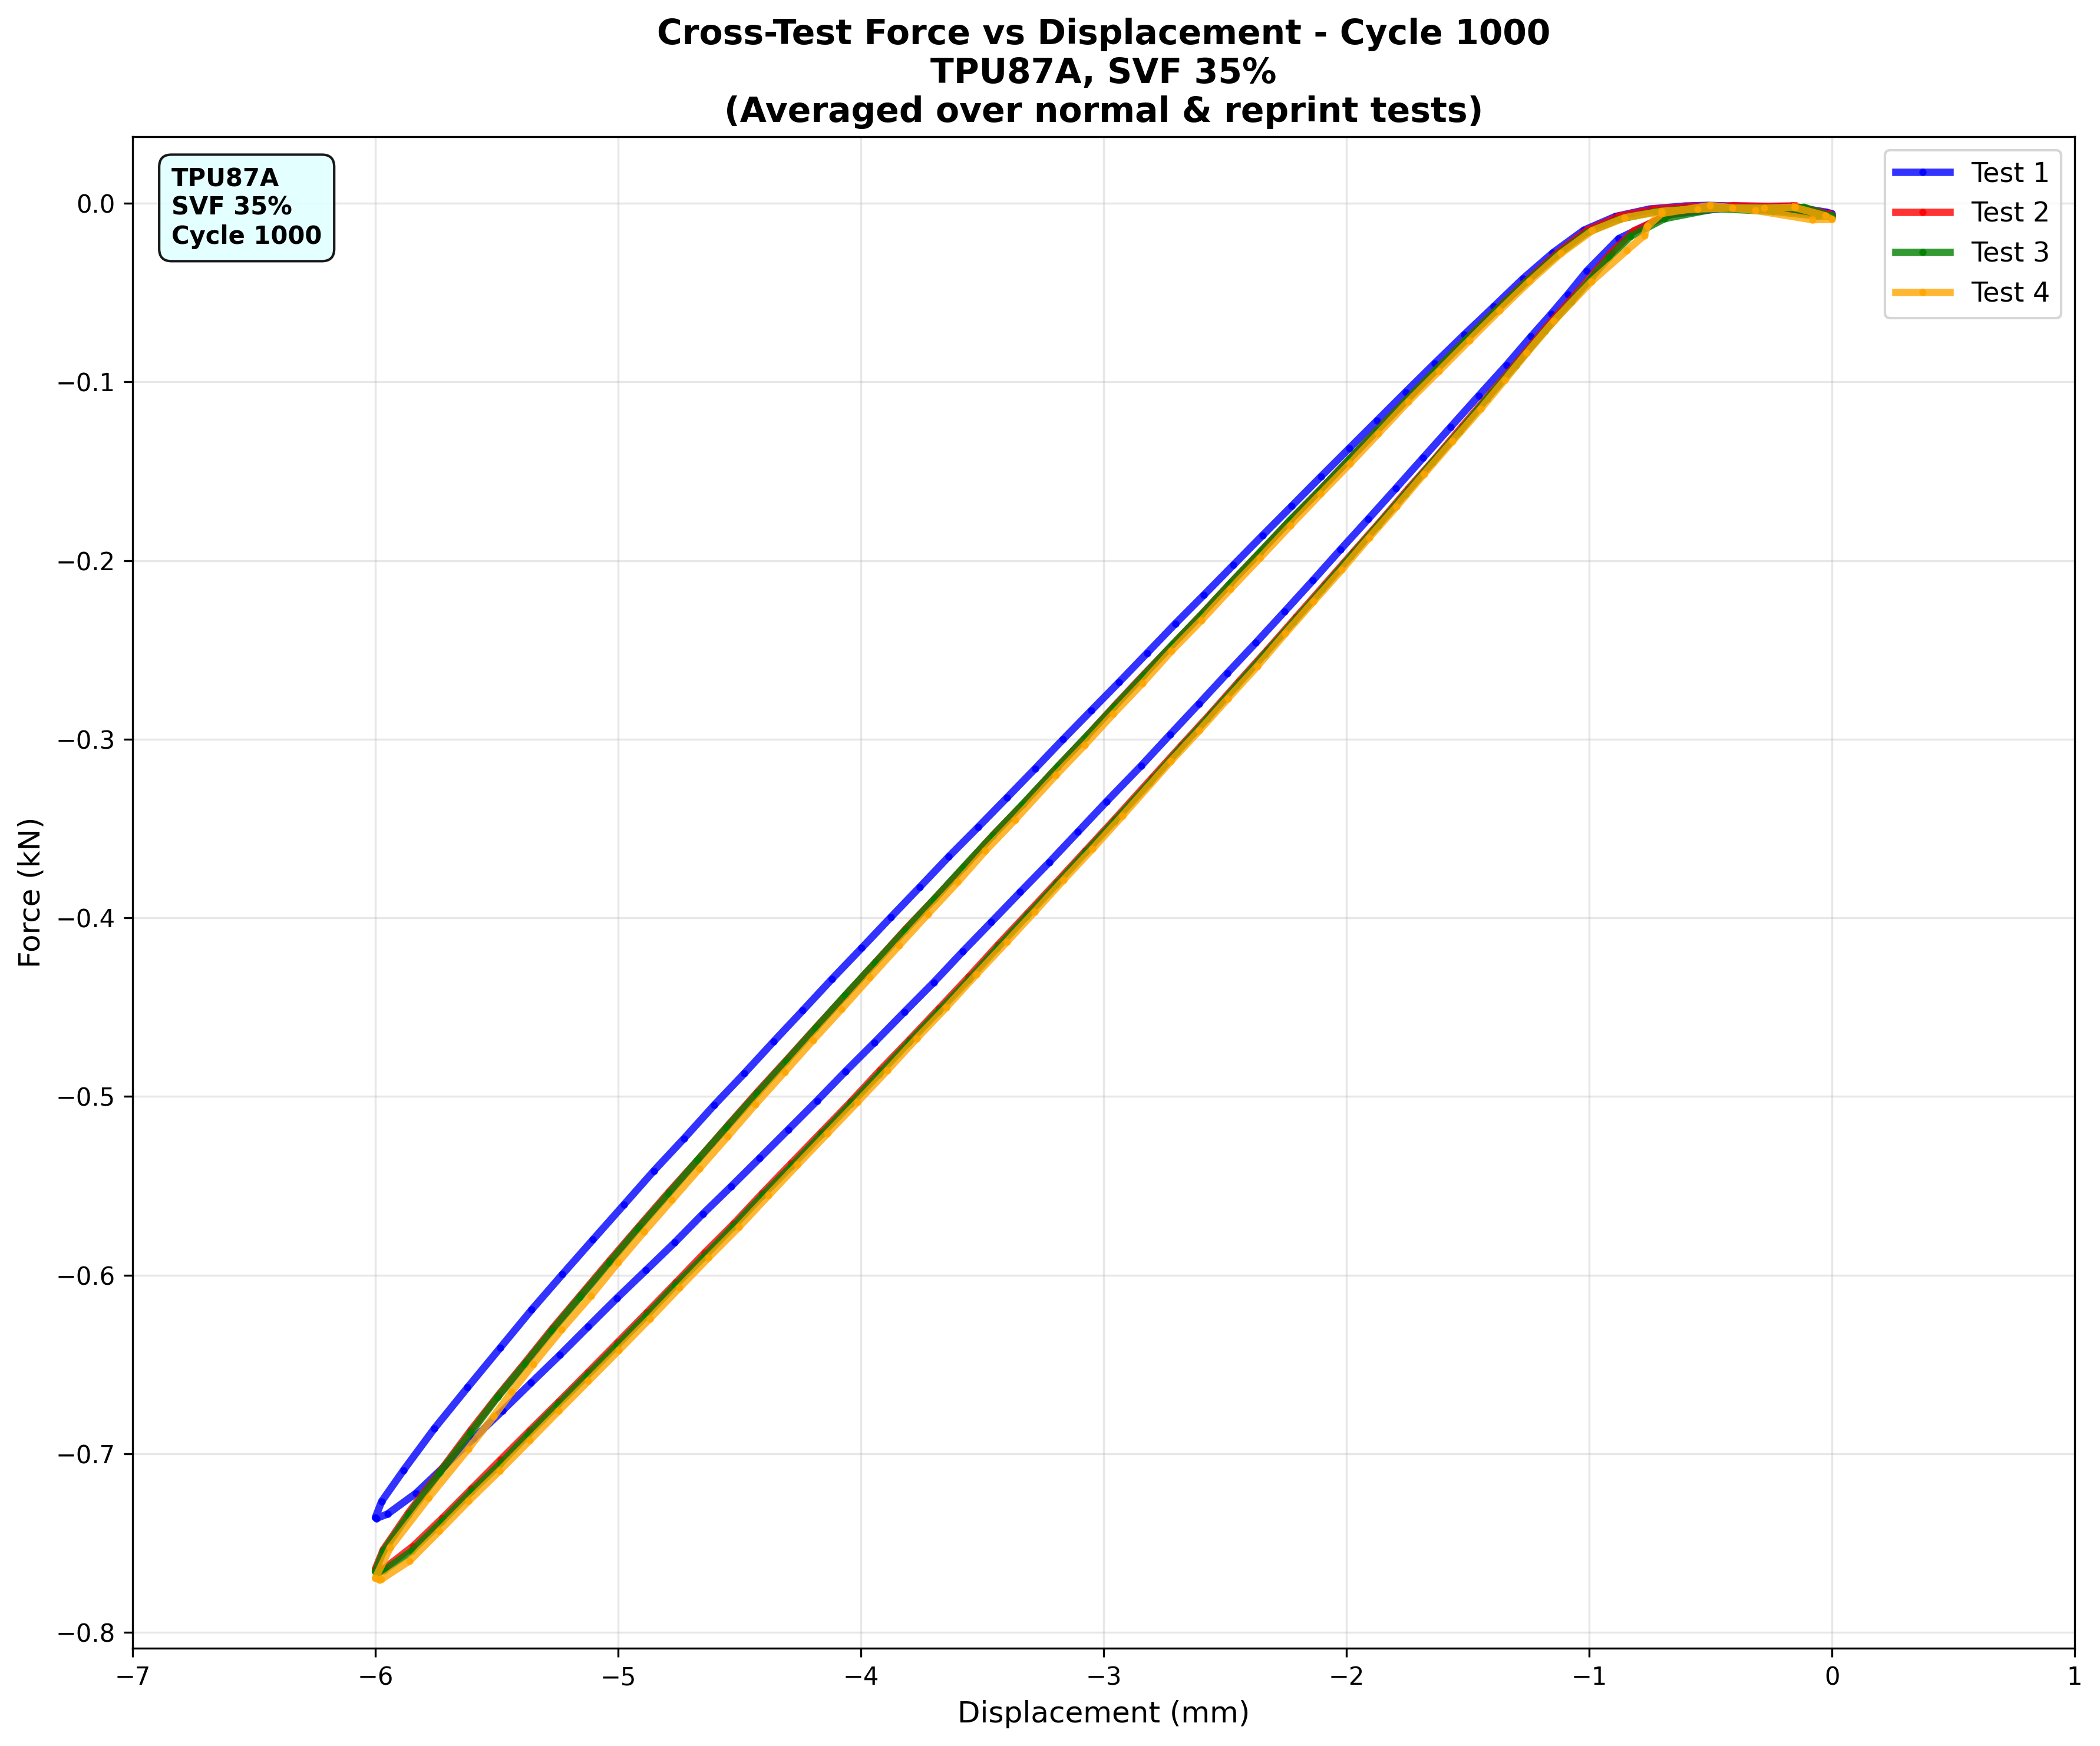 Cross-Test Force vs Displacement - Cycle 1000
TPU87A, SVF 35%
(Averaged over normal & reprint tests)
TPU87A
SVF 35%
Cycle 1000
Test 1
Test 2
Test 3
Test 4
0.0
−0.1
−0.2
−0.3
−0.4
−0.5
−0.6
−0.7
−0.8
Force (kN)
−7
−6
−5
−4
−3
−2
−1
0
1
Displacement (mm)